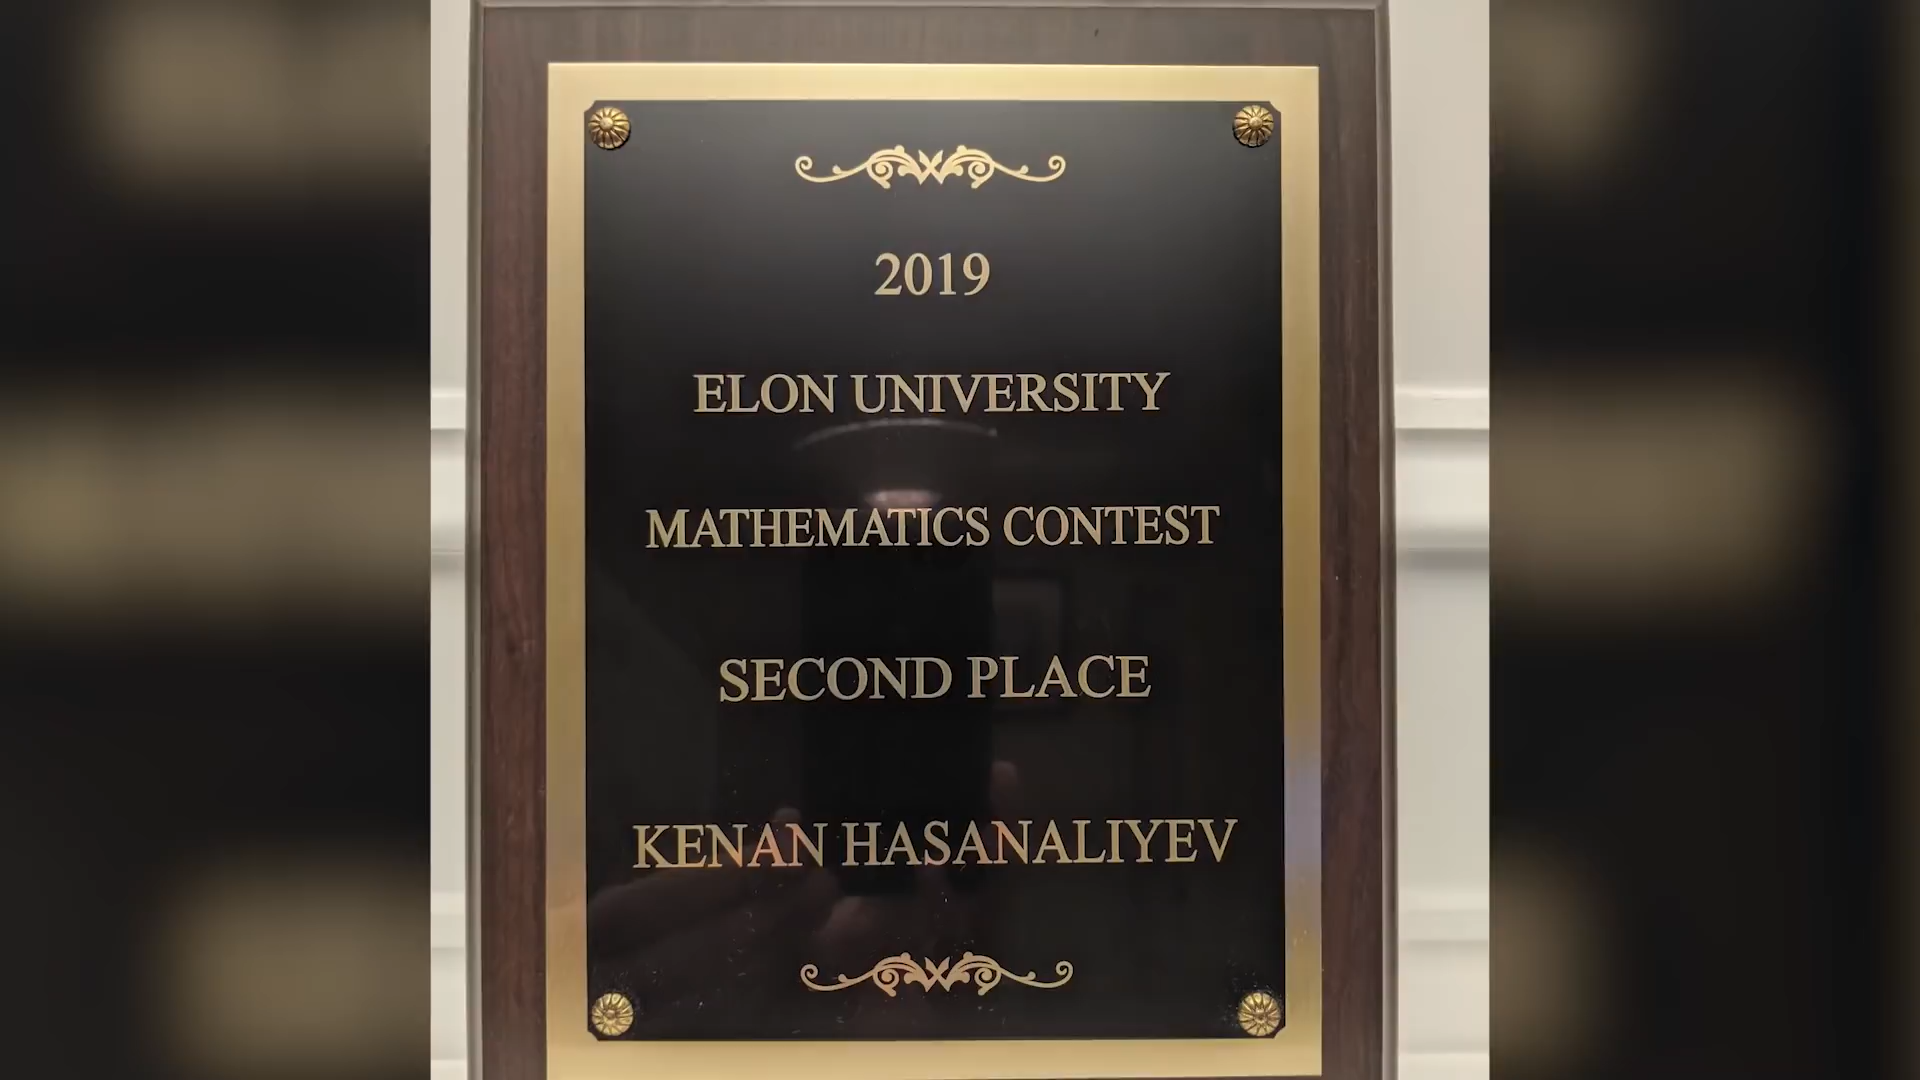 2019
ELON UNIVERSITY
MATHEMATICS CONTEST
SECOND PLACE
KENAN HASANALIYEV